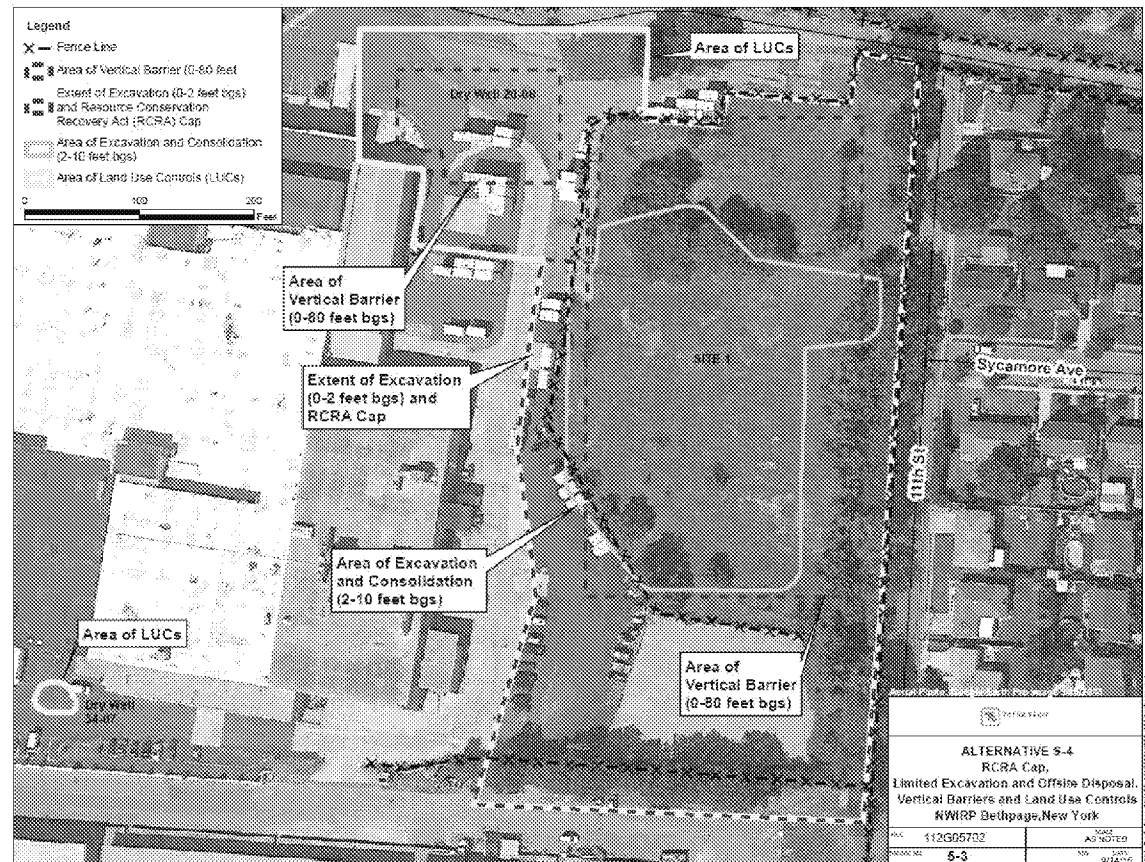 Legend
Fence Line
Area of Vertical Barrier (0-80 feet
Extent of Excavation (0-2 feet bgs)
and Resource Conservation
Recovery Act (RCRA) Cap
Area of Excavation and Consolidation
(2-10 feet bgs)
Area of Land Use Controls (LUCs)
0 100 200
Feet
Area of LUCs
Dry Well 20-08
Area of
Vertical Barrier
(0-80 feet bgs)
Extent of Excavation
(0-2 feet bgs) and
RCRA Cap
SITE 1
Sycamore Ave
11th St
Area of Excavation
and Consolidation
(2-10 feet bgs)
Area of LUCs
Dry Well
34-07
Area of
Vertical Barrier
(0-80 feet bgs)
ALTERNATIVE S-4
RCRA Cap,
Limited Excavation and Offsite Disposal,
Vertical Barriers and Land Use Controls
NWIRP Bethpage, New York
112G05702
SCALE
AS NOTED
5-3
DATE